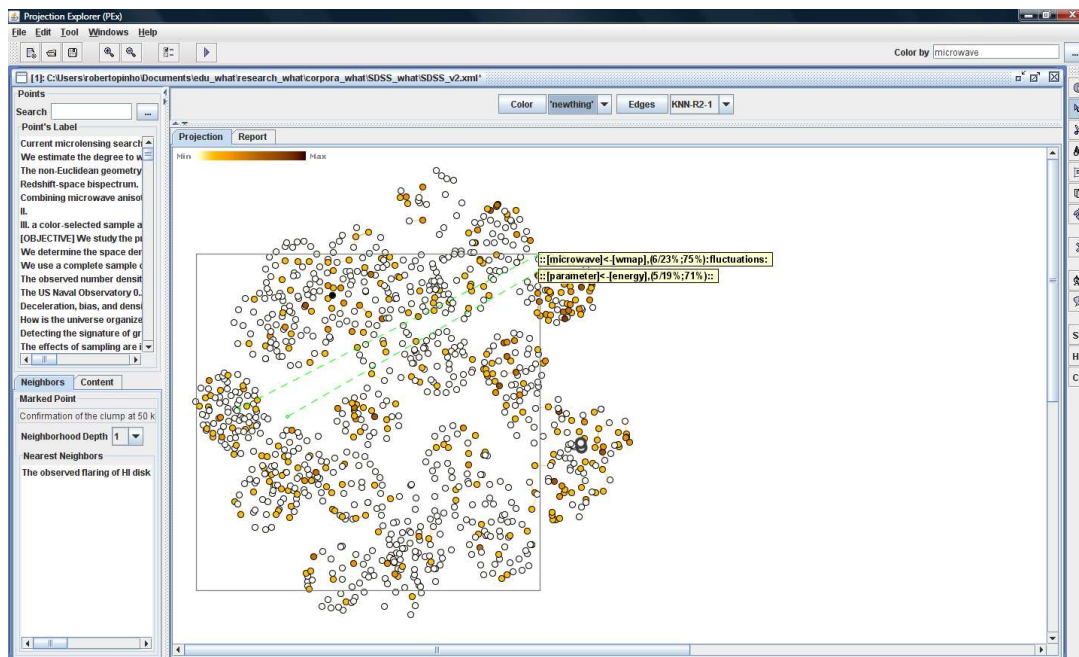 Projection Explorer (PEx)
File Edit Tool Windows Help
Color by microwave ...
[1]: C:\Users\robertopinho\Documents\edu_what\research_what\corpora_what\SDSS_what\SDSS_v2.xml*
Points
Search ...
Point's Label
Current microlensing search
We estimate the degree to w
The non-Euclidean geometry
Redshift-space bispectrum.
Combining microwave anisot
II.
III. a color-selected sample a
[OBJECTIVE] We study the pr
We determine the space den
We use a complete sample o
The observed number densit
The US Naval Observatory 0.
Deceleration, bias, and densi
How is the universe organize
Detecting the signature of gr
The effects of sampling are i
Neighbors Content
Marked Point
Confirmation of the clump at 50 k
Neighborhood Depth 1
Nearest Neighbors
The observed flaring of HI disk
Color 'newthing' Edges KNN-R2-1
Projection Report
Min Max
::[microwave]<-[wmap],(6/23%;75%):fluctuations:
::[parameter]<-[energy],(5/19%;71%)::
S
H
C